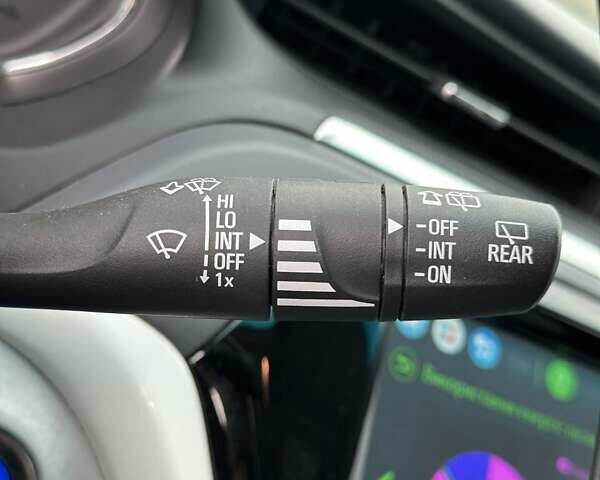 HI
LO
INT
OFF
1x
-OFF
-INT
-ON
REAR